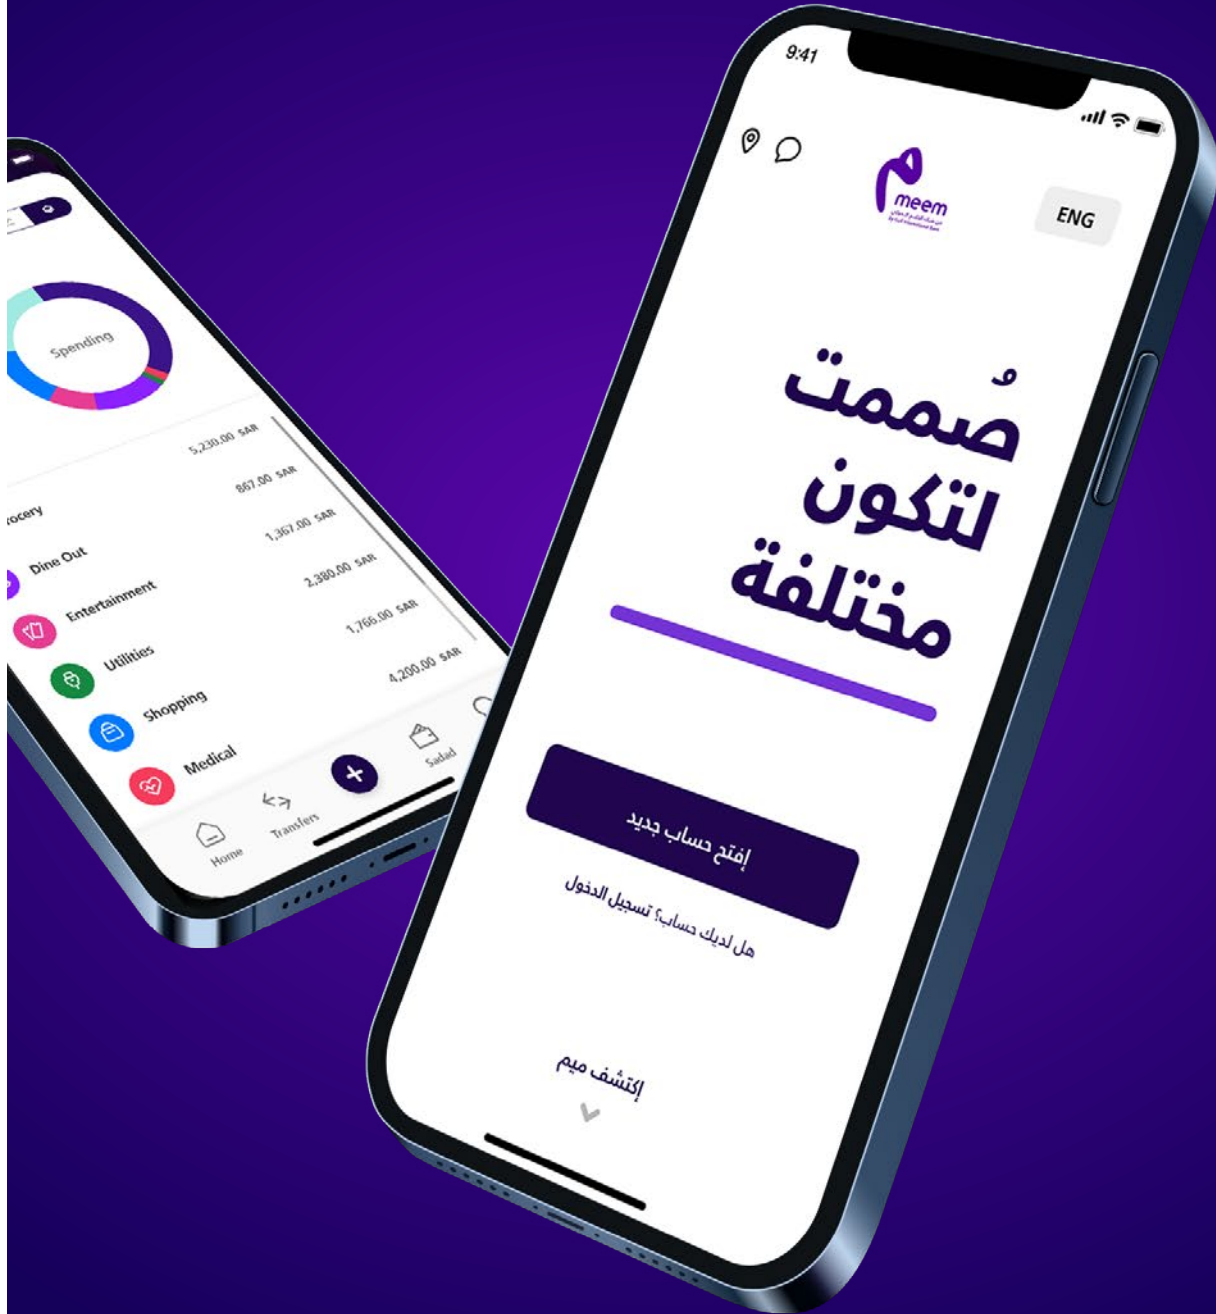 Spending
5,230.00 SAR
867.00 SAR
Dine Out
1,367.00 SAR
Entertainment
2,380.00 SAR
Utilities
1,766.00 SAR
Shopping
4,200.00 SAR
Medical
Home
Transfers
Sadad
9:41
meem
ENG
صُممت
لتكون
مختلفة
إفتح حساب جديد
هل لديك حساب؟ تسجيل الدخول
إكتشف ميم